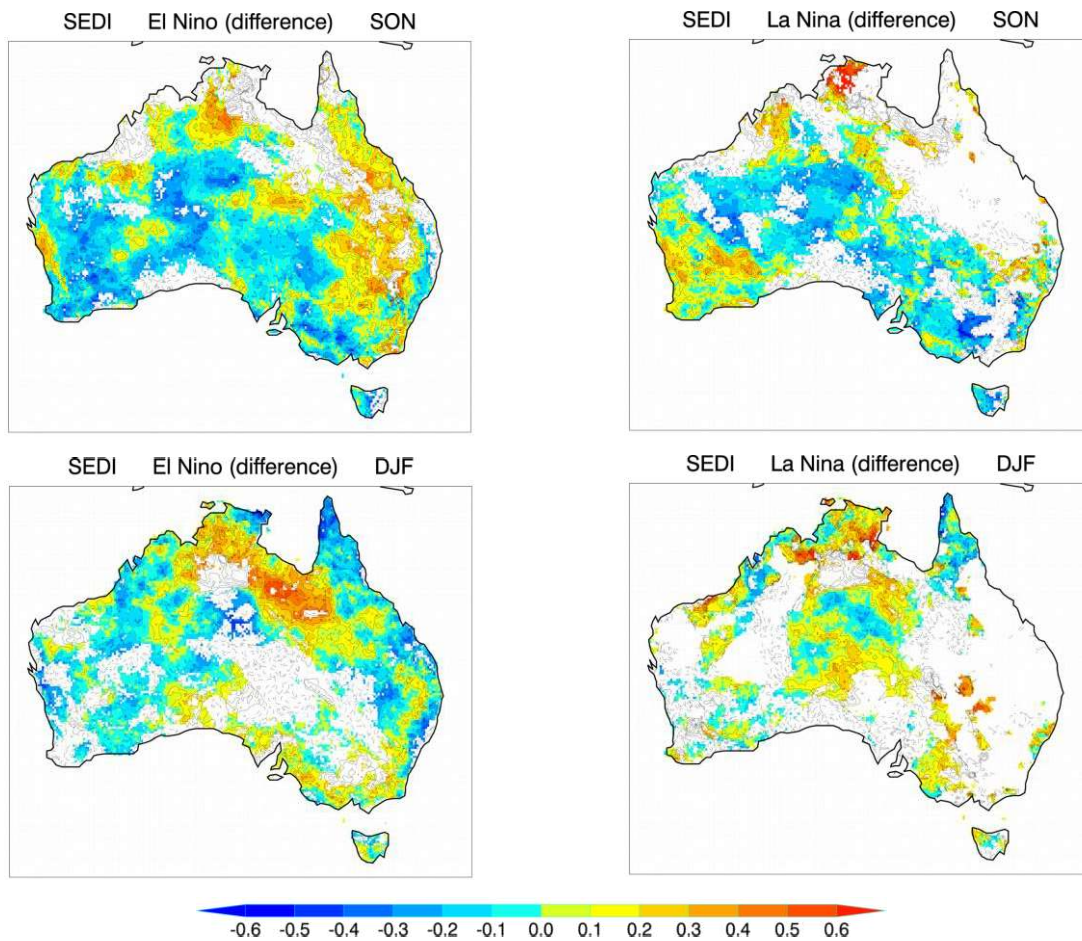 SEDI El Nino (difference) SON
SEDI La Nina (difference) SON
SEDI El Nino (difference) DJF
SEDI La Nina (difference) DJF
-0.6 -0.5 -0.4 -0.3 -0.2 -0.1 0.0 0.1 0.2 0.3 0.4 0.5 0.6